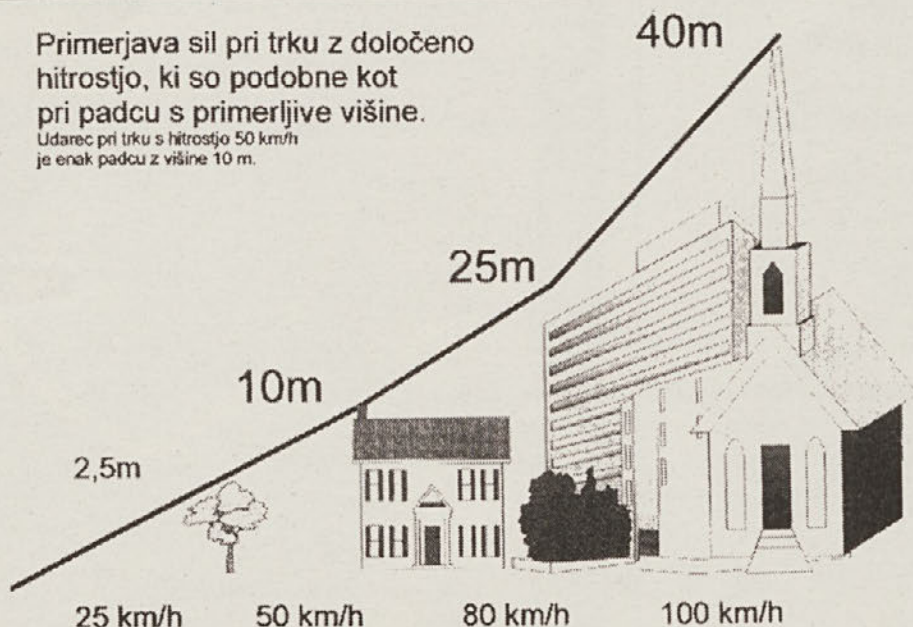 Primerjava sil pri trku z določeno
hitrostjo, ki so podobne kot
pri padcu s primerljive višine.
Udarec pri trku s hitrostjo 50 km/h
je enak padcu z višine 10 m.
40m
25m
10m
2,5m
25 km/h 50 km/h 80 km/h 100 km/h